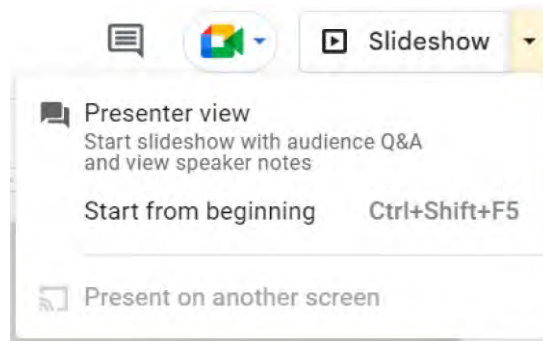 Slideshow
Presenter view
Start slideshow with audience Q&A
and view speaker notes
Start from beginning Ctrl+Shift+F5
Present on another screen